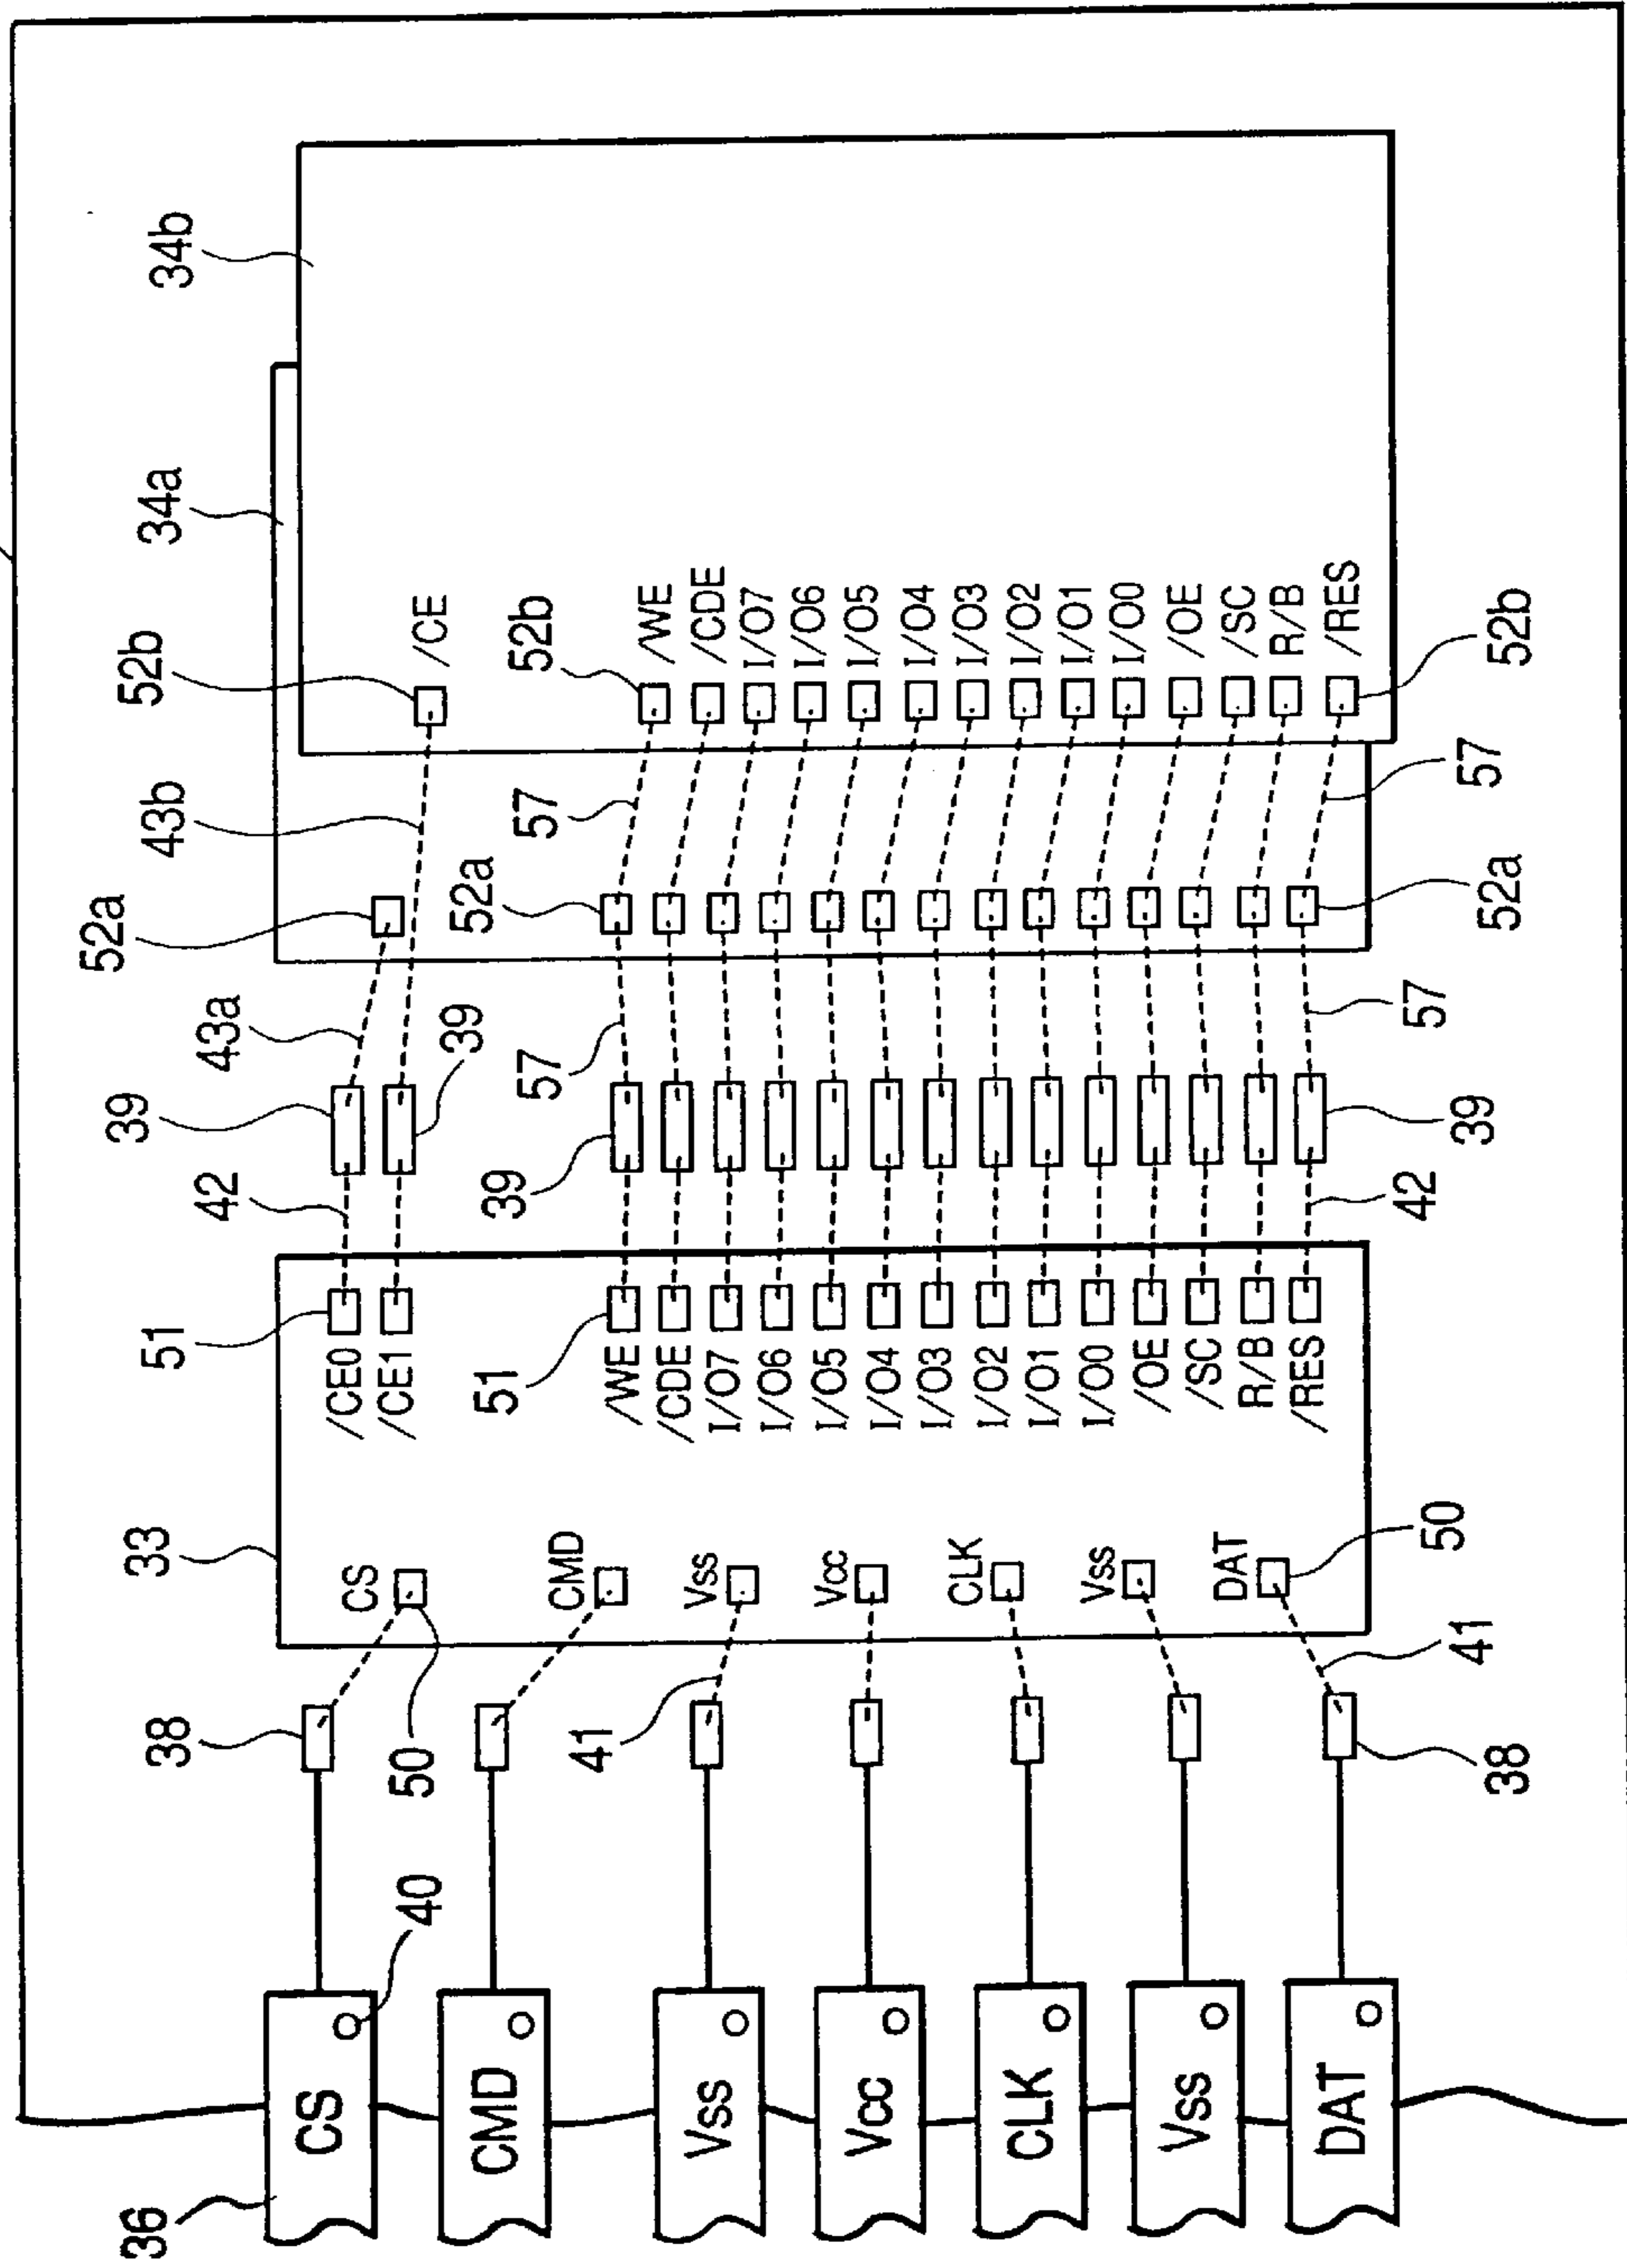 36
38
33
51
42
39
43a
52a
43b
52b
34a
34b
CS
40
50
CS
/CE0
/CE1
39
/CE
CMD
CMD
51
39
57
52a
57
52b
/WE
/WE
/CDE
/CDE
Vss
41
Vss
I/O7
I/O7
I/O6
I/O6
Vcc
Vcc
I/O5
I/O5
I/O4
I/O4
I/O3
I/O3
CLK
CLK
I/O2
I/O2
I/O1
I/O1
I/O0
I/O0
Vss
Vss
/OE
/OE
/SC
/SC
DAT
DAT
R/B
R/B
/RES
/RES
38
41
50
42
39
57
52a
57
52b